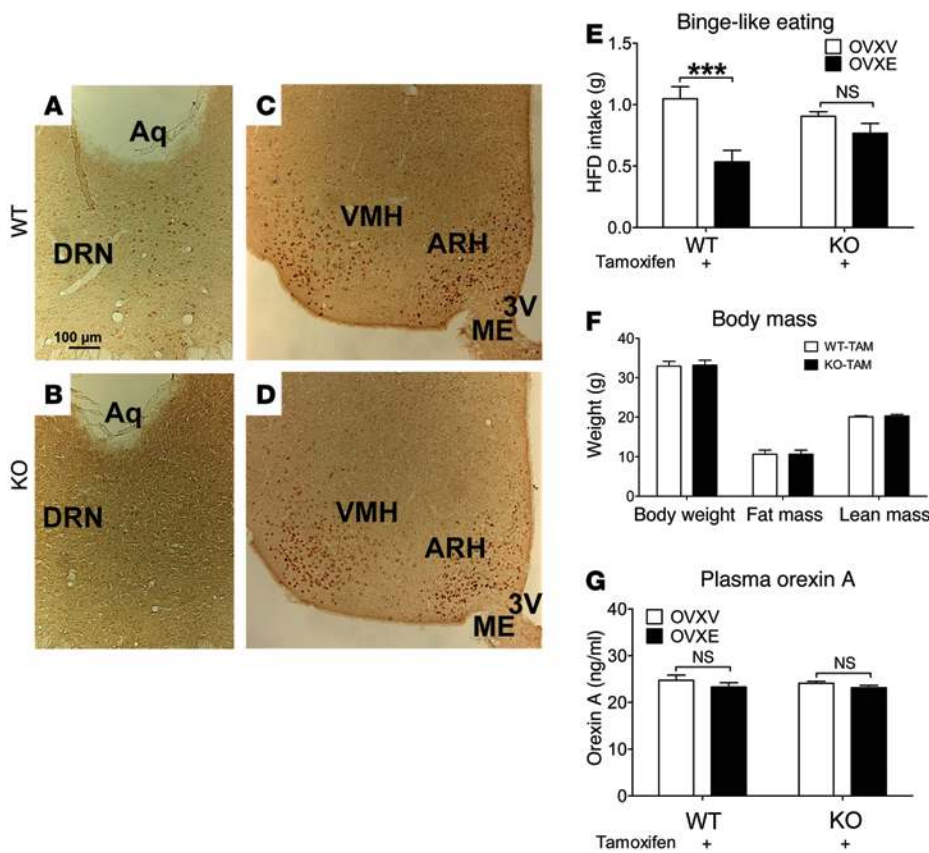 A
Aq
DRN
100 µm
WT
C
VMH
ARH
3V
ME
B
Aq
DRN
KO
D
VMH
ARH
3V
ME
E
Binge-like eating
OVXV
OVXE
HFD intake (g)
1.5
1.0
0.5
0.0
***
NS
WT KO
Tamoxifen + +
F
Body mass
WT-TAM
KO-TAM
Weight (g)
40
30
20
10
0
Body weight Fat mass Lean mass
G
Plasma orexin A
OVXV
OVXE
Orexin A (ng/ml)
40
30
20
10
0
NS NS
WT KO
Tamoxifen + +